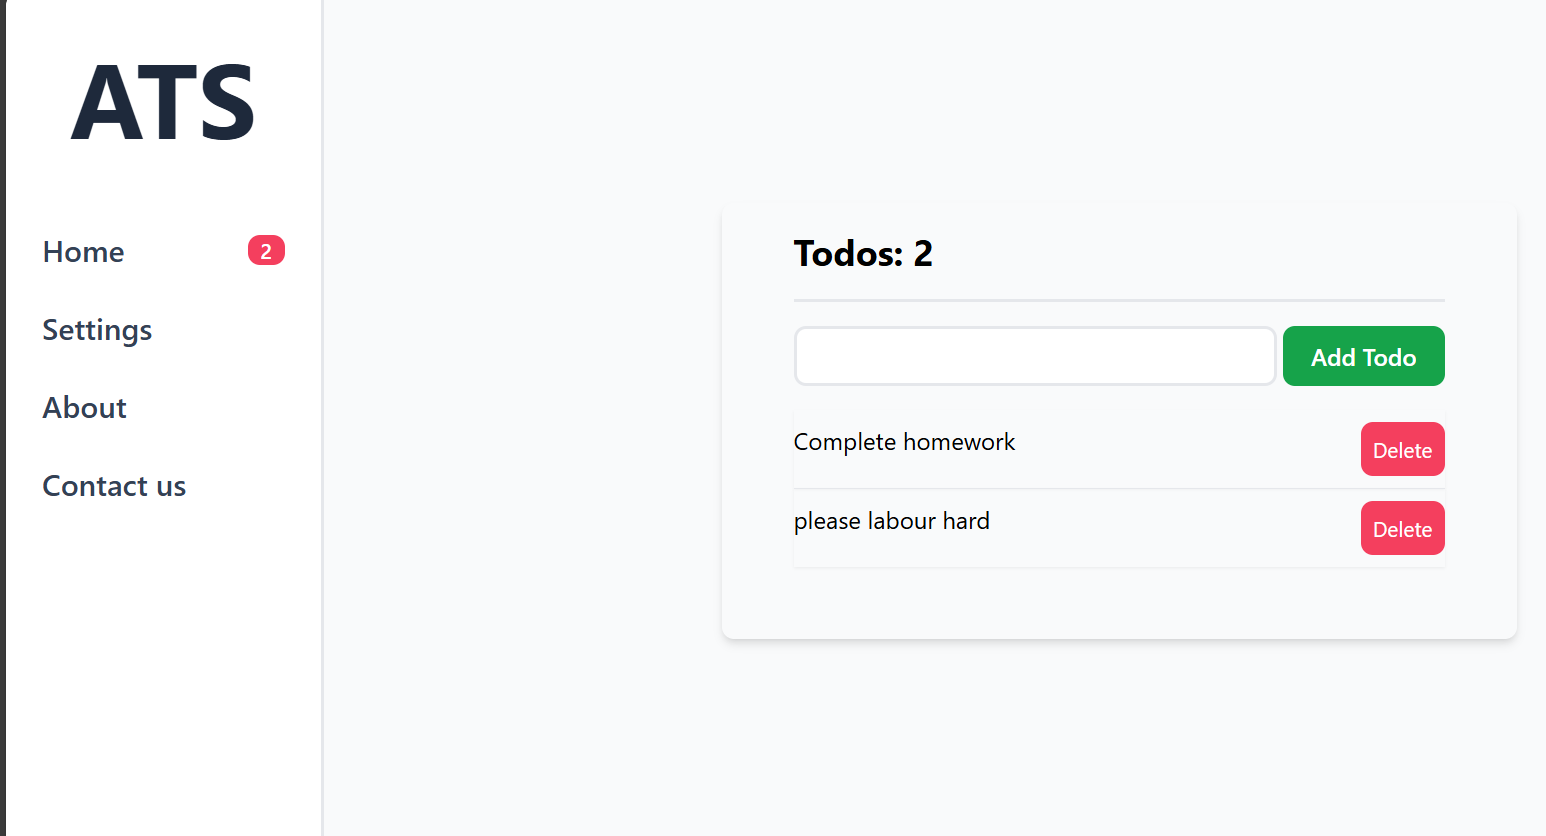 ATS
Home 2
Settings
About
Contact us
Todos: 2
Add Todo
Complete homework Delete
please labour hard Delete